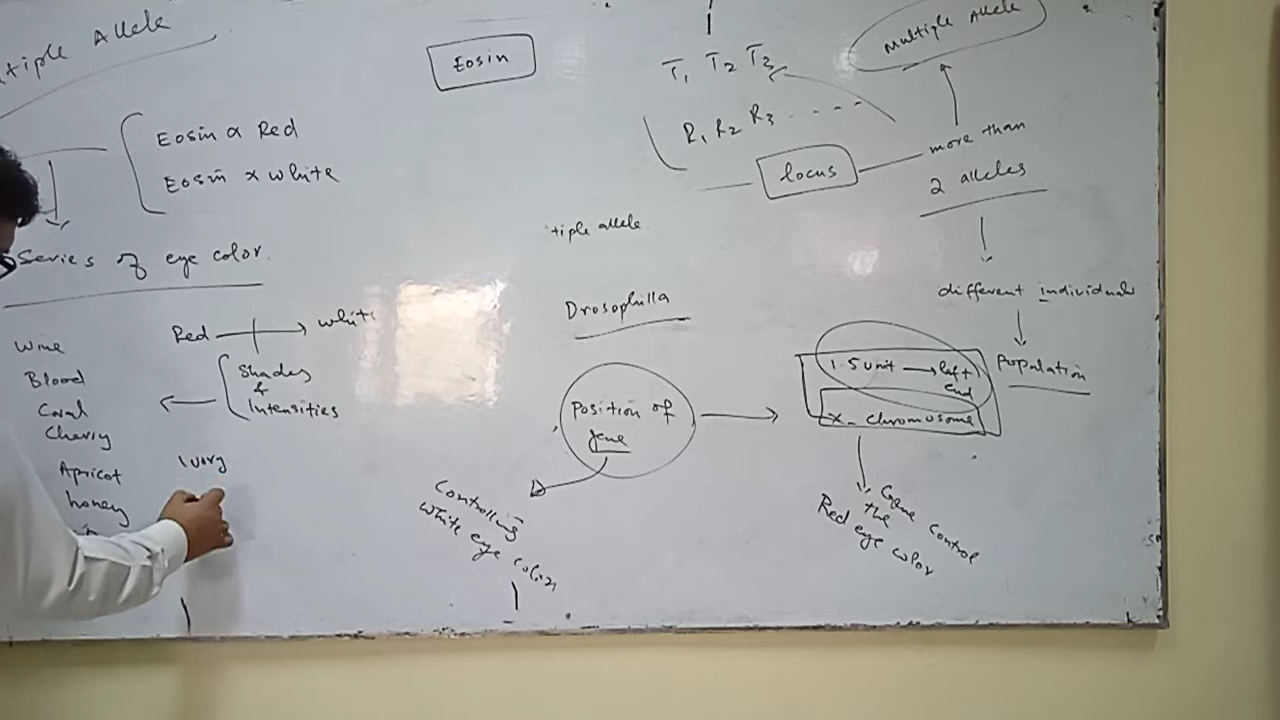 tiple Allele
Eosin x Red
Eosin x white
Series of eye color
Red → white
Shades
&
Intensities
Wine
Blood
Coral
Cherry
Apricot
honey
Ivory
Eosin
T1 T2 T3
R1 R2 R3 - - - -
Multiple Allele
locus
more than
2 alleles
different individuals
Population
tiple allele
Drosophilla
Position of
gene
Controlling
white eye color
1.5 unit → left
end
X- chromosome
Gene control
the
Red eye color